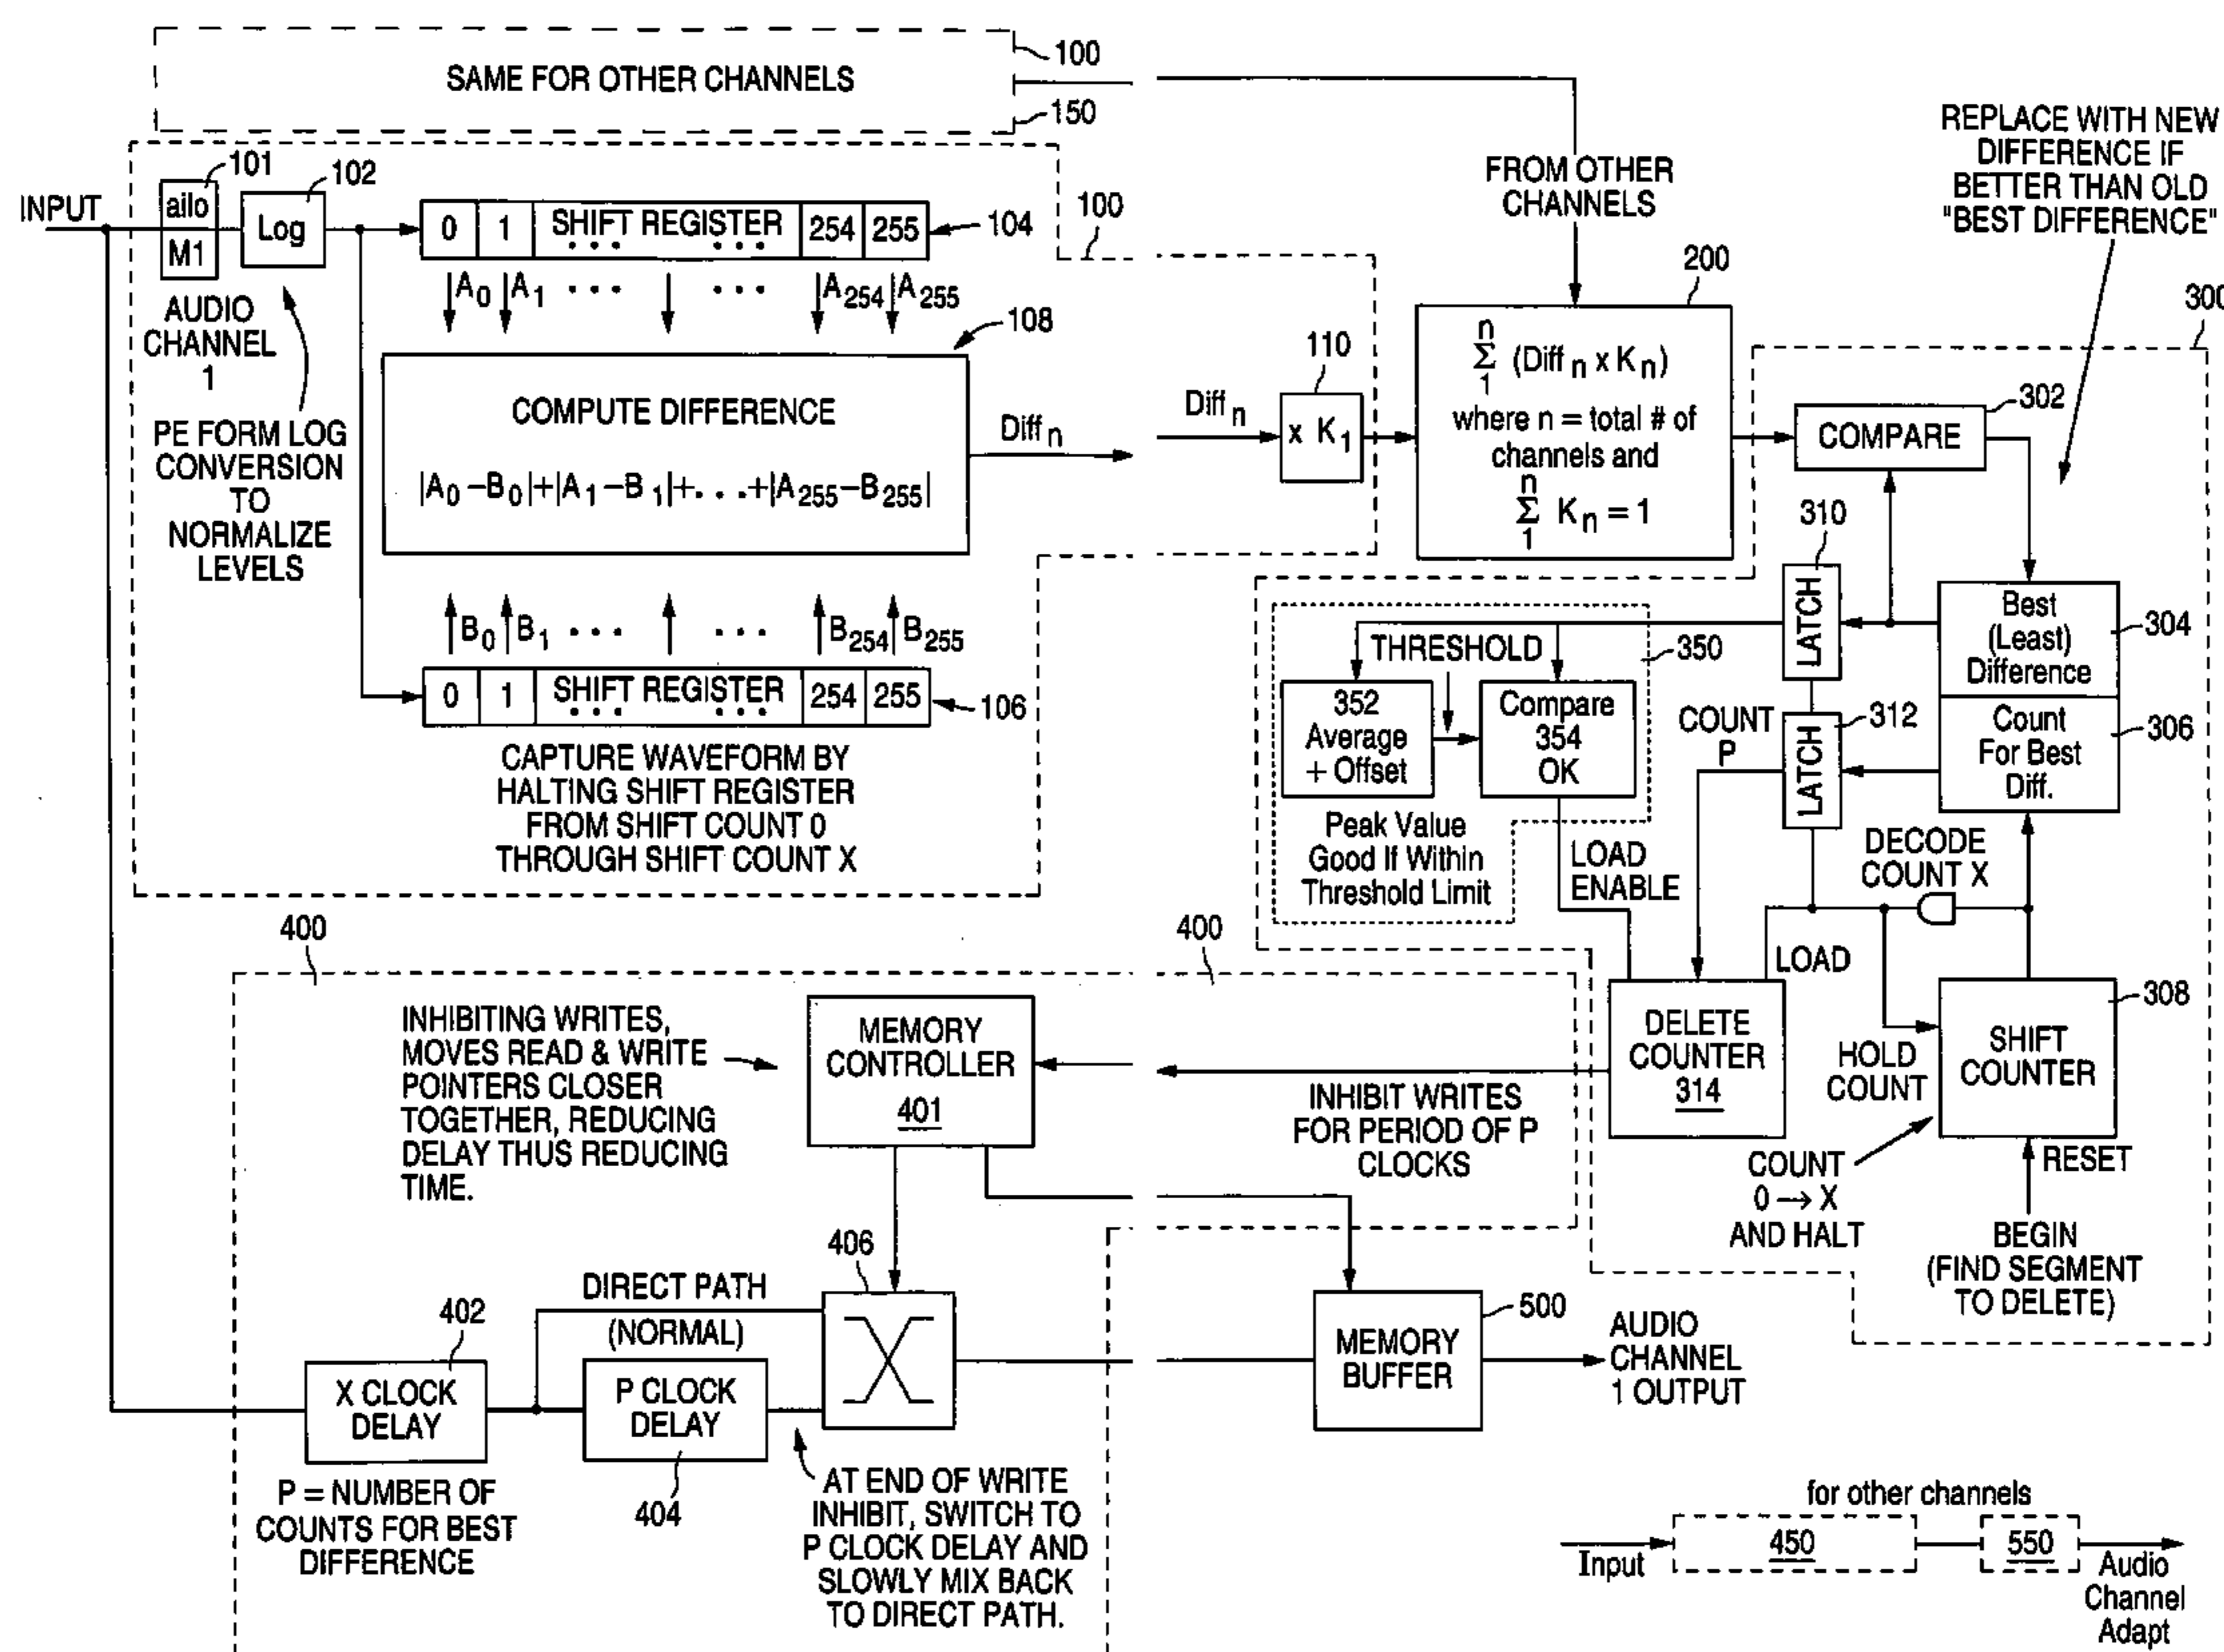 SAME FOR OTHER CHANNELS
100
150
INPUT
101
ailo
M1
102
Log
AUDIO
CHANNEL
1
PE FORM LOG
CONVERSION
TO
NORMALIZE
LEVELS
0 1 SHIFT REGISTER 254 255
• • • • • •
104
A0 A1 • • • • • • A254 A255
108
COMPUTE DIFFERENCE
|A0 –B0|+|A1 –B1|+. . .+|A255–B255|
Diff n
B0 B1 • • • • • • B254 B255
0 1 SHIFT REGISTER 254 255
• • • • • •
106
CAPTURE WAVEFORM BY
HALTING SHIFT REGISTER
FROM SHIFT COUNT 0
THROUGH SHIFT COUNT X
100
Diff n
110
x K1
FROM OTHER
CHANNELS
200
n
Σ (Diff n x K n)
1
where n = total # of
channels and
n
Σ K n = 1
1
REPLACE WITH NEW
DIFFERENCE IF
BETTER THAN OLD
"BEST DIFFERENCE"
300
302
COMPARE
310
LATCH
Best
(Least)
Difference
304
312
LATCH
Count
For Best
Diff.
306
COUNT
P
THRESHOLD
350
352
Average
+ Offset
Compare
354
OK
Peak Value
Good If Within
Threshold Limit
LOAD
ENABLE
DECODE
COUNT X
LOAD
DELETE
COUNTER
314
HOLD
COUNT
SHIFT
COUNTER
308
COUNT
0 → X
AND HALT
RESET
BEGIN
(FIND SEGMENT
TO DELETE)
400
400
INHIBITING WRITES,
MOVES READ & WRITE
POINTERS CLOSER
TOGETHER, REDUCING
DELAY THUS REDUCING
TIME.
MEMORY
CONTROLLER
401
INHIBIT WRITES
FOR PERIOD OF P
CLOCKS
406
DIRECT PATH
(NORMAL)
402
X CLOCK
DELAY
P CLOCK
DELAY
404
P = NUMBER OF
COUNTS FOR BEST
DIFFERENCE
AT END OF WRITE
INHIBIT, SWITCH TO
P CLOCK DELAY AND
SLOWLY MIX BACK
TO DIRECT PATH.
MEMORY
BUFFER
500
AUDIO
CHANNEL
1 OUTPUT
for other channels
Input
450
550
Audio
Channel
Adapt